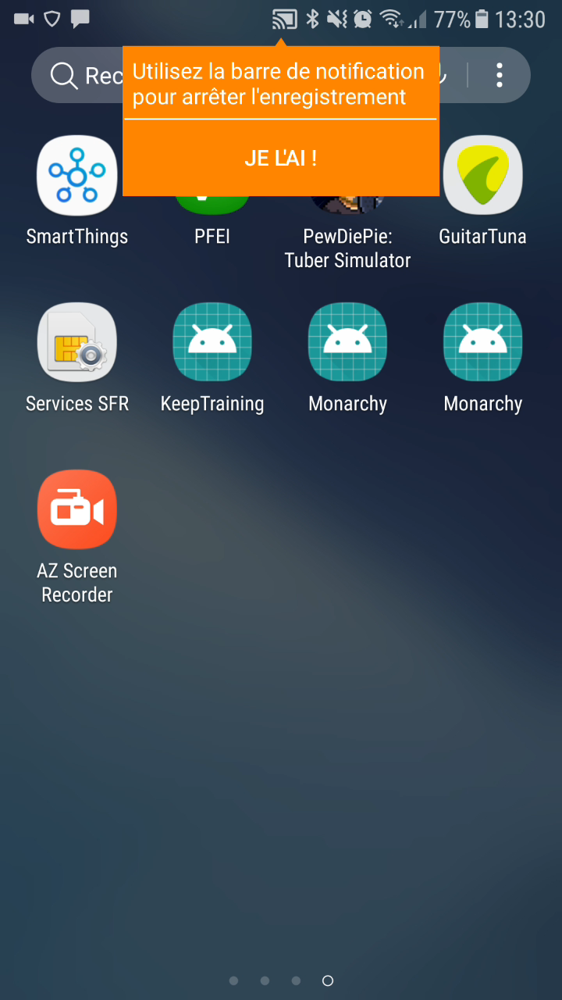 77% 13:30
Utilisez la barre de notification
pour arrêter l'enregistrement
JE L'AI !
SmartThings
PFEI
PewDiePie:
Tuber Simulator
GuitarTuna
Services SFR
KeepTraining
Monarchy
Monarchy
AZ Screen
Recorder